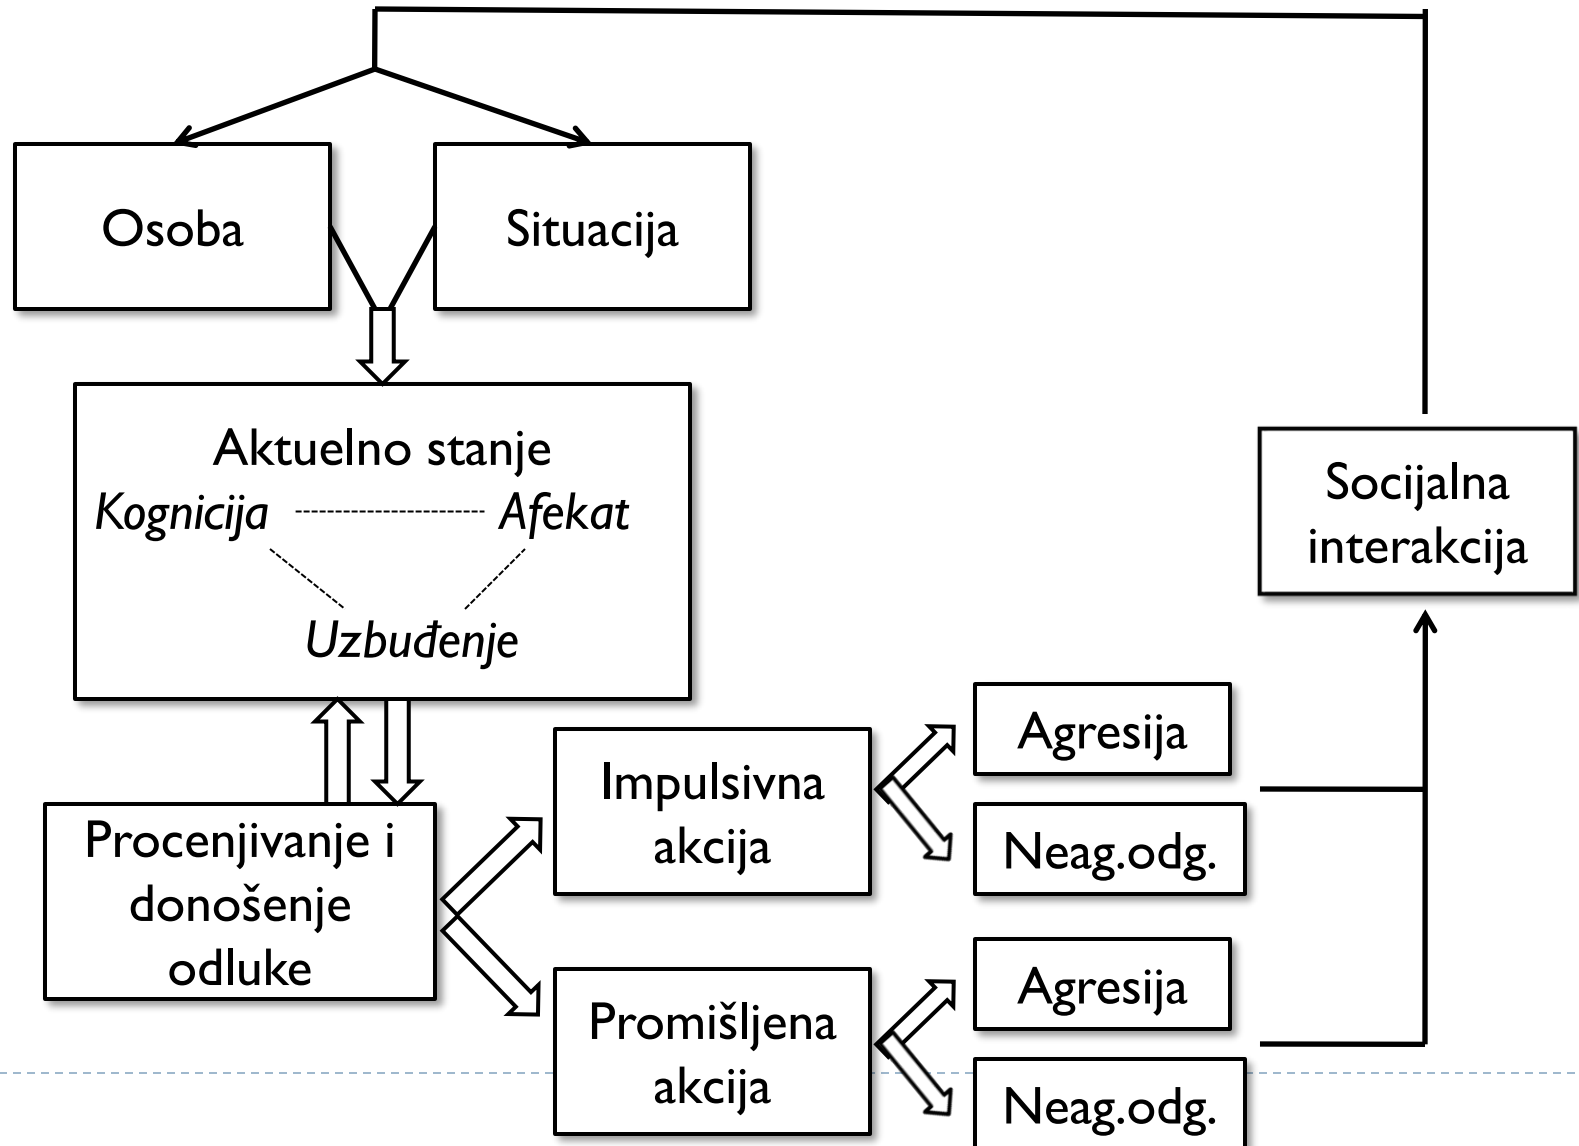 Osoba
Situacija
Aktuelno stanje
Kognicija
Afekat
Uzbuđenje
Socijalna
interakcija
Procenjivanje i
donošenje
odluke
Impulsivna
akcija
Agresija
Neag.odg.
Promišljena
akcija
Agresija
Neag.odg.